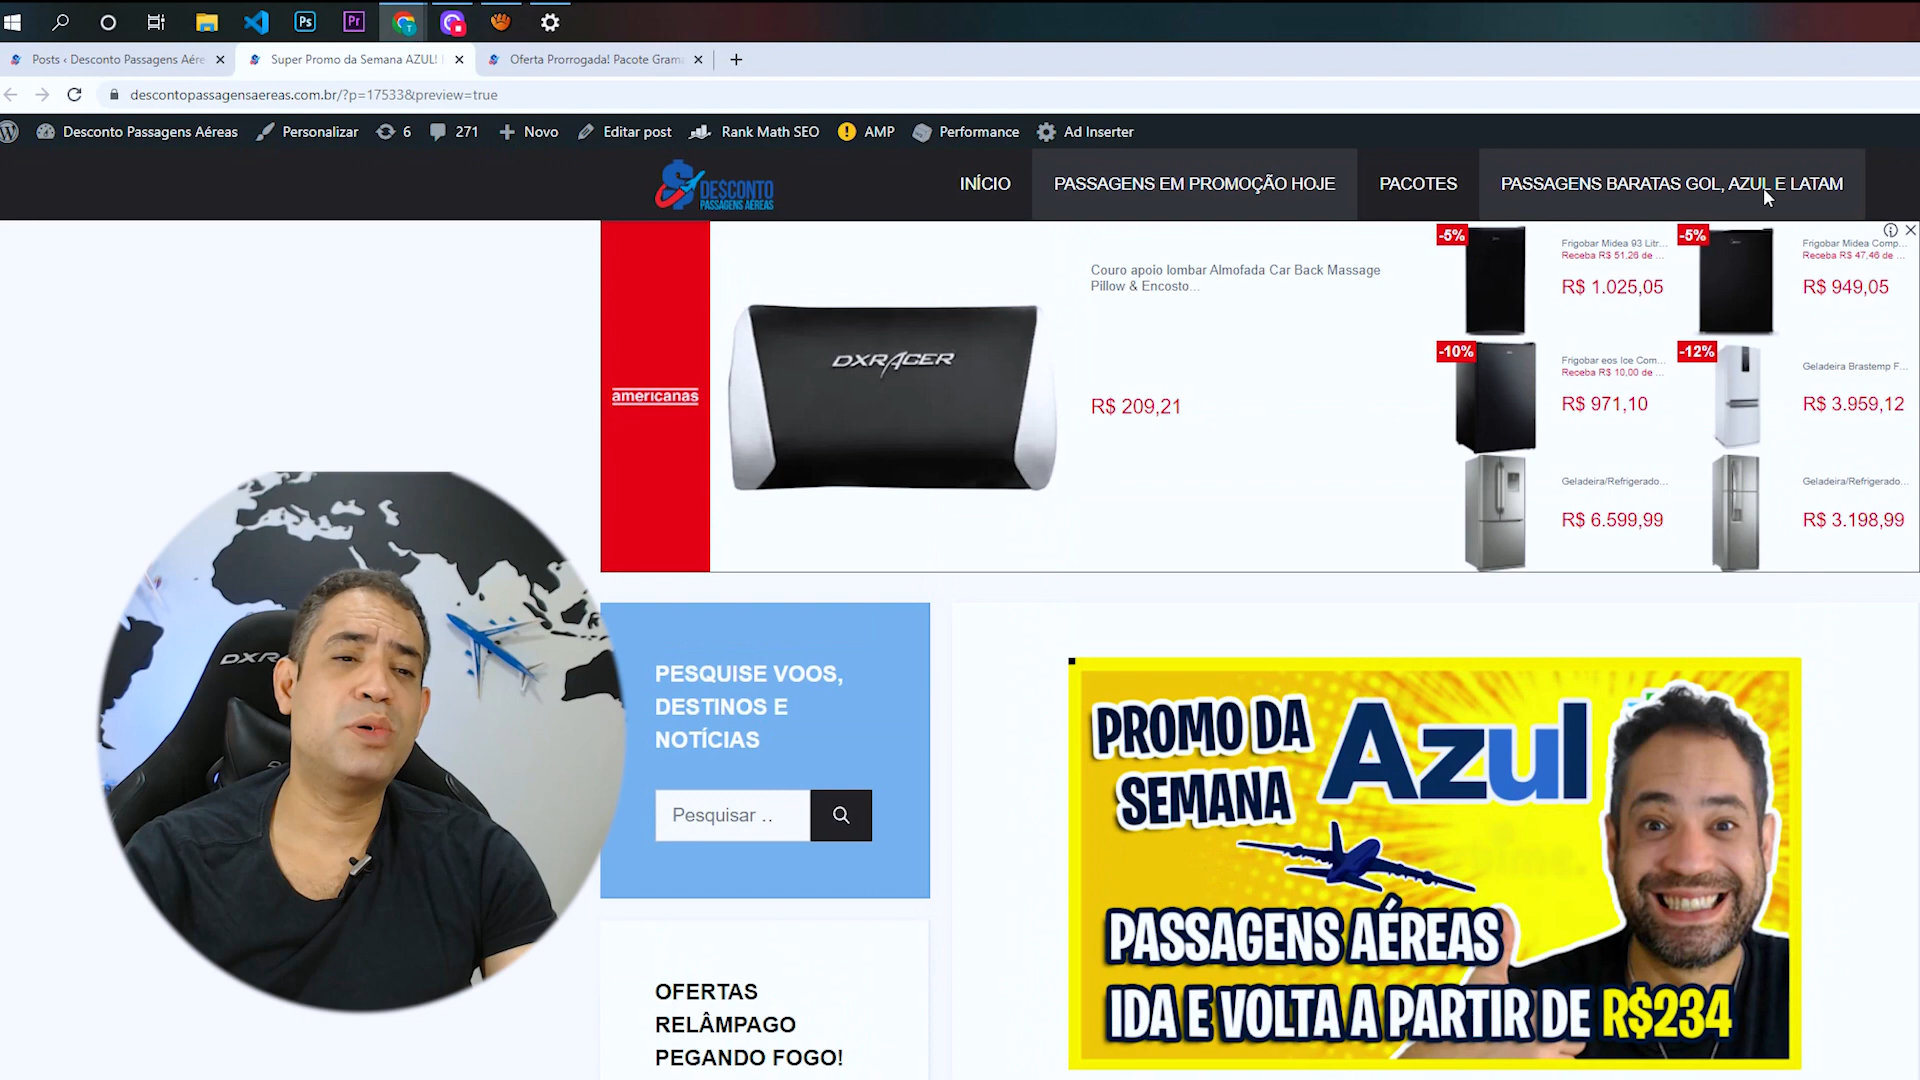 Ps
Pr
Posts ‹ Desconto Passagens Aére
Super Promo da Semana AZUL!
Oferta Prorrogada! Pacote Gram
descontopassagensaereas.com.br/?p=17533&preview=true
Desconto Passagens Aéreas
Personalizar
6
271
Novo
Editar post
Rank Math SEO
AMP
Performance
Ad Inserter
DESCONTO
PASSAGENS AÉREAS
INÍCIO
PASSAGENS EM PROMOÇÃO HOJE
PACOTES
PASSAGENS BARATAS GOL, AZUL E LATAM
americanas
DXRACER
Couro apoio lombar Almofada Car Back Massage
Pillow & Encosto...
R$ 209,21
-5%
Frigobar Midea 93 Litr...
Receba R$ 51,26 de ...
R$ 1.025,05
-5%
Frigobar Midea Comp...
Receba R$ 47,46 de ...
R$ 949,05
-10%
Frigobar eos Ice Com...
Receba R$ 10,00 de ...
R$ 971,10
-12%
Geladeira Brastemp F...
R$ 3.959,12
Geladeira/Refrigerado...
R$ 6.599,99
Geladeira/Refrigerado...
R$ 3.198,99
DXR
PESQUISE VOOS,
DESTINOS E
NOTÍCIAS
Pesquisar ..
OFERTAS
RELÂMPAGO
PEGANDO FOGO!
PROMO DA
SEMANA
Azul
PASSAGENS AÉREAS
IDA E VOLTA A PARTIR DE R$234